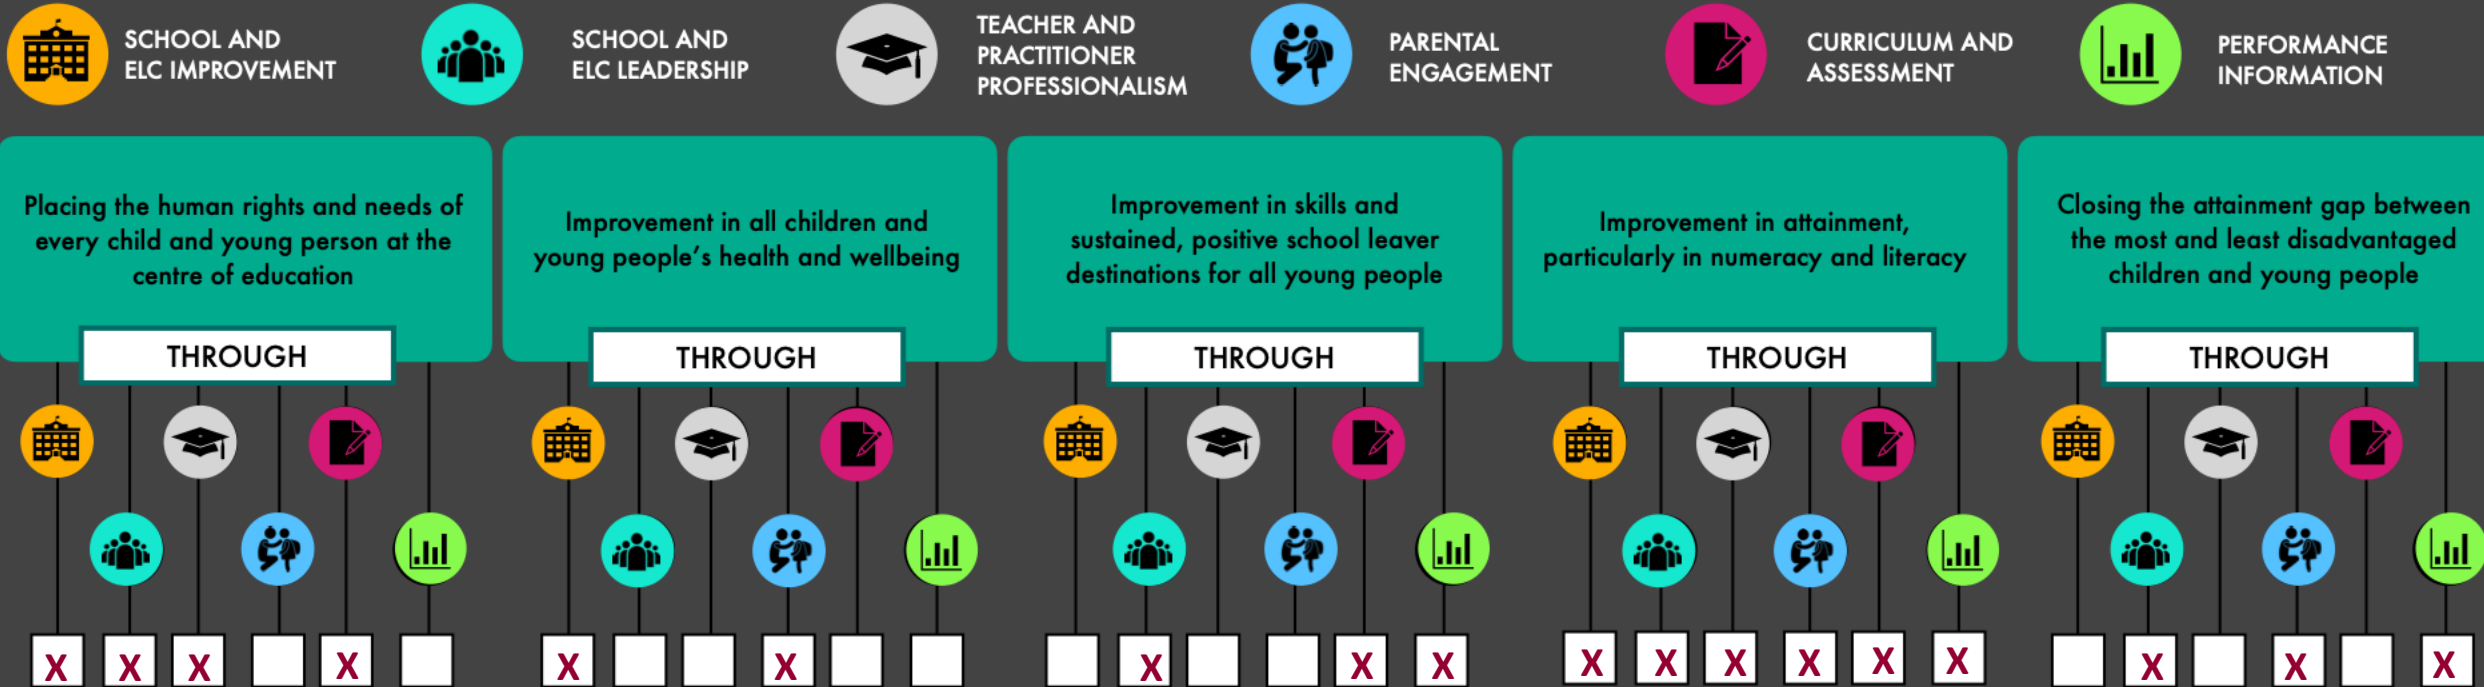 SCHOOL AND
ELC IMPROVEMENT
SCHOOL AND
ELC LEADERSHIP
TEACHER AND
PRACTITIONER
PROFESSIONALISM
PARENTAL
ENGAGEMENT
CURRICULUM AND
ASSESSMENT
PERFORMANCE
INFORMATION
Placing the human rights and needs of
every child and young person at the
centre of education
THROUGH
X X X X
Improvement in all children and
young people's health and wellbeing
THROUGH
X X
Improvement in skills and
sustained, positive school leaver
destinations for all young people
THROUGH
X X X
Improvement in attainment,
particularly in numeracy and literacy
THROUGH
X X X X X X
Closing the attainment gap between
the most and least disadvantaged
children and young people
THROUGH
X X X